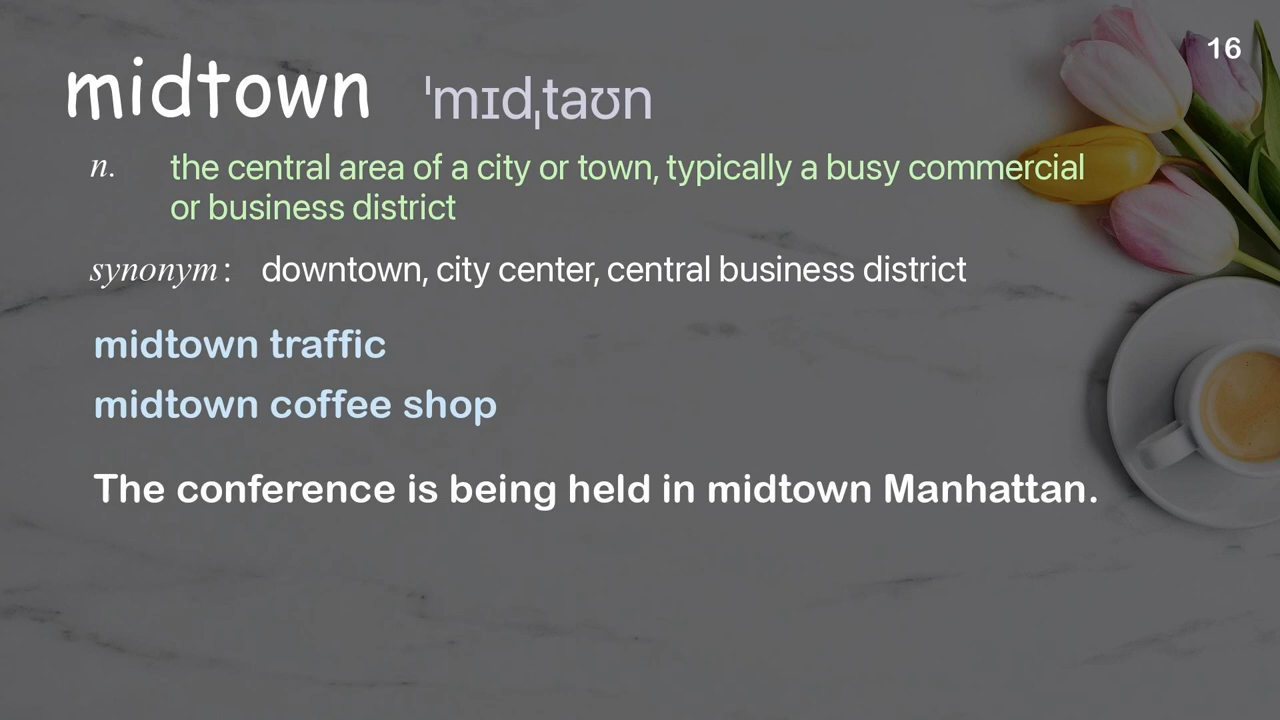 16
midtown ˈmɪdˌtaʊn
n. the central area of a city or town, typically a busy commercial
or business district
synonym: downtown, city center, central business district
midtown traffic
midtown coffee shop
The conference is being held in midtown Manhattan.